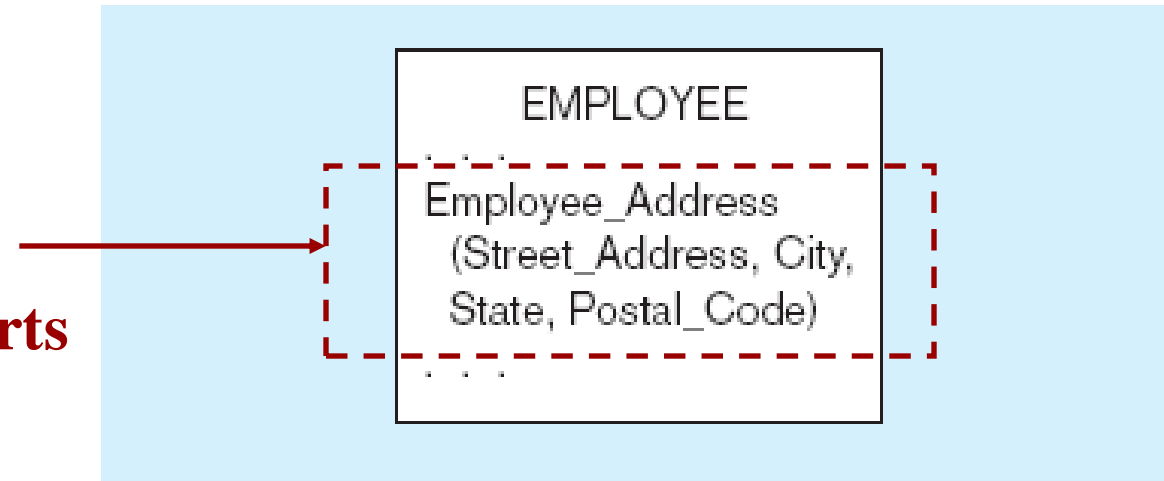 EMPLOYEE
. . .
Employee_Address
(Street_Address, City,
State, Postal_Code)
rts
. . .